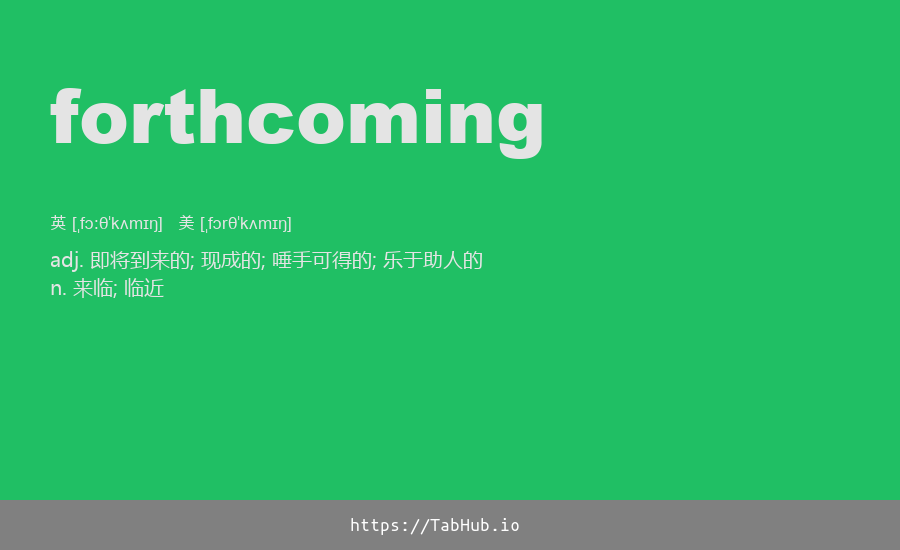 forthcoming
英 [ˌfɔːθˈkʌmɪŋ] 美 [ˌfɔrθˈkʌmɪŋ]
adj. 即将到来的; 现成的; 唾手可得的; 乐于助人的
n. 来临; 临近
https://TabHub.io